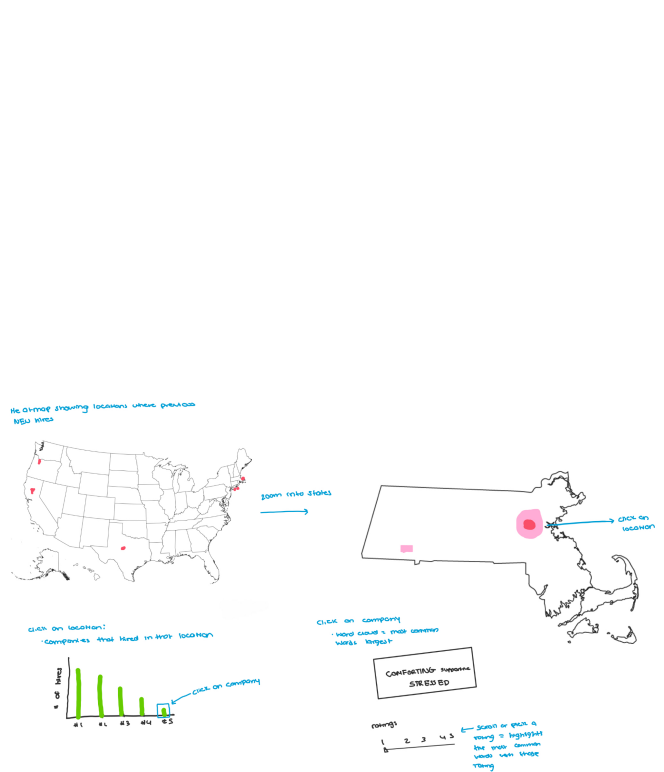 Heatmap showing locations where previous
NEU hires
zoom into states
click on
location
click on location:
· companies that hired in that location
# of hires
click on company
#1 #2 #3 #4 #5
click on company
· word cloud = most common
words largest
COMFORTING supportive
STRESSED
ratings
1 2 3 4 5
scroll or pick a
rating = highlights
the most common
words with those
rating